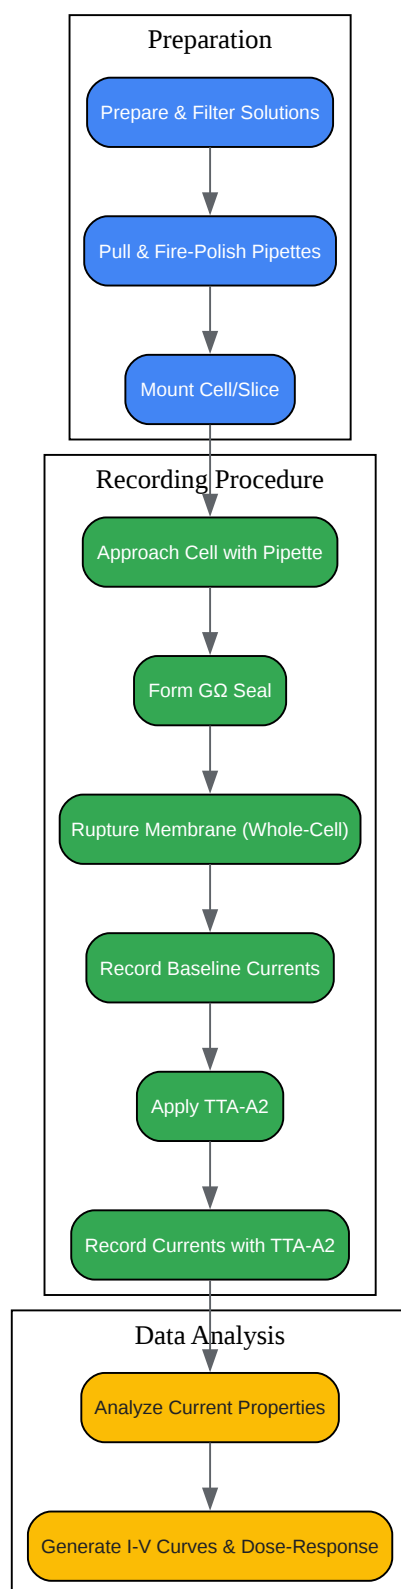 Preparation
Prepare & Filter Solutions
Pull & Fire-Polish Pipettes
Mount Cell/Slice
Recording Procedure
Approach Cell with Pipette
Form GΩ Seal
Rupture Membrane (Whole-Cell)
Record Baseline Currents
Apply TTA-A2
Record Currents with TTA-A2
Data Analysis
Analyze Current Properties
Generate I-V Curves & Dose-Response